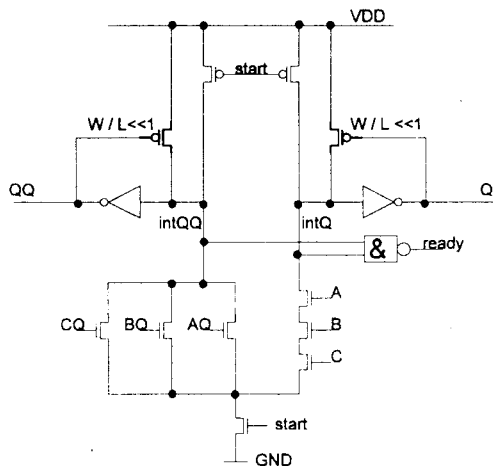 VDD
start
W / L<<1
W / L<<1
QQ
Q
intQQ
intQ
&
ready
A
CQ
BQ
AQ
B
C
start
GND